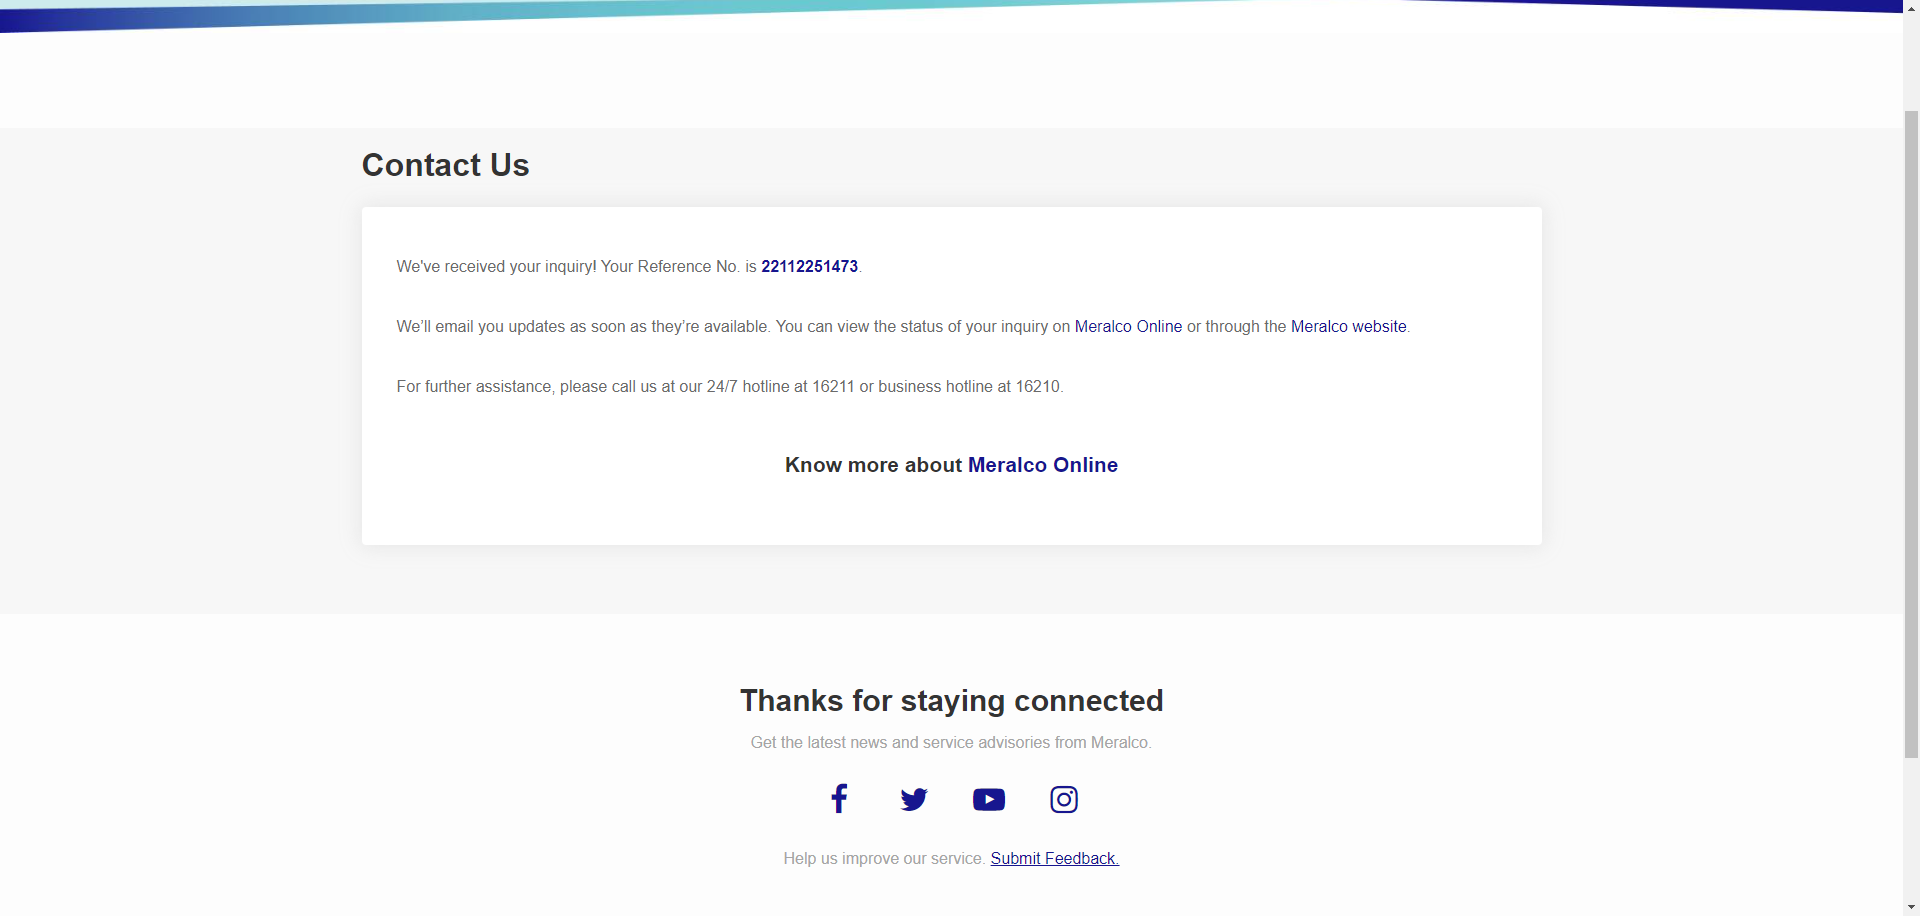 Contact Us
We've received your inquiry! Your Reference No. is 22112251473.
We’ll email you updates as soon as they’re available. You can view the status of your inquiry on Meralco Online or through the Meralco website.
For further assistance, please call us at our 24/7 hotline at 16211 or business hotline at 16210.
Know more about Meralco Online
Thanks for staying connected
Get the latest news and service advisories from Meralco.
Help us improve our service. Submit Feedback.